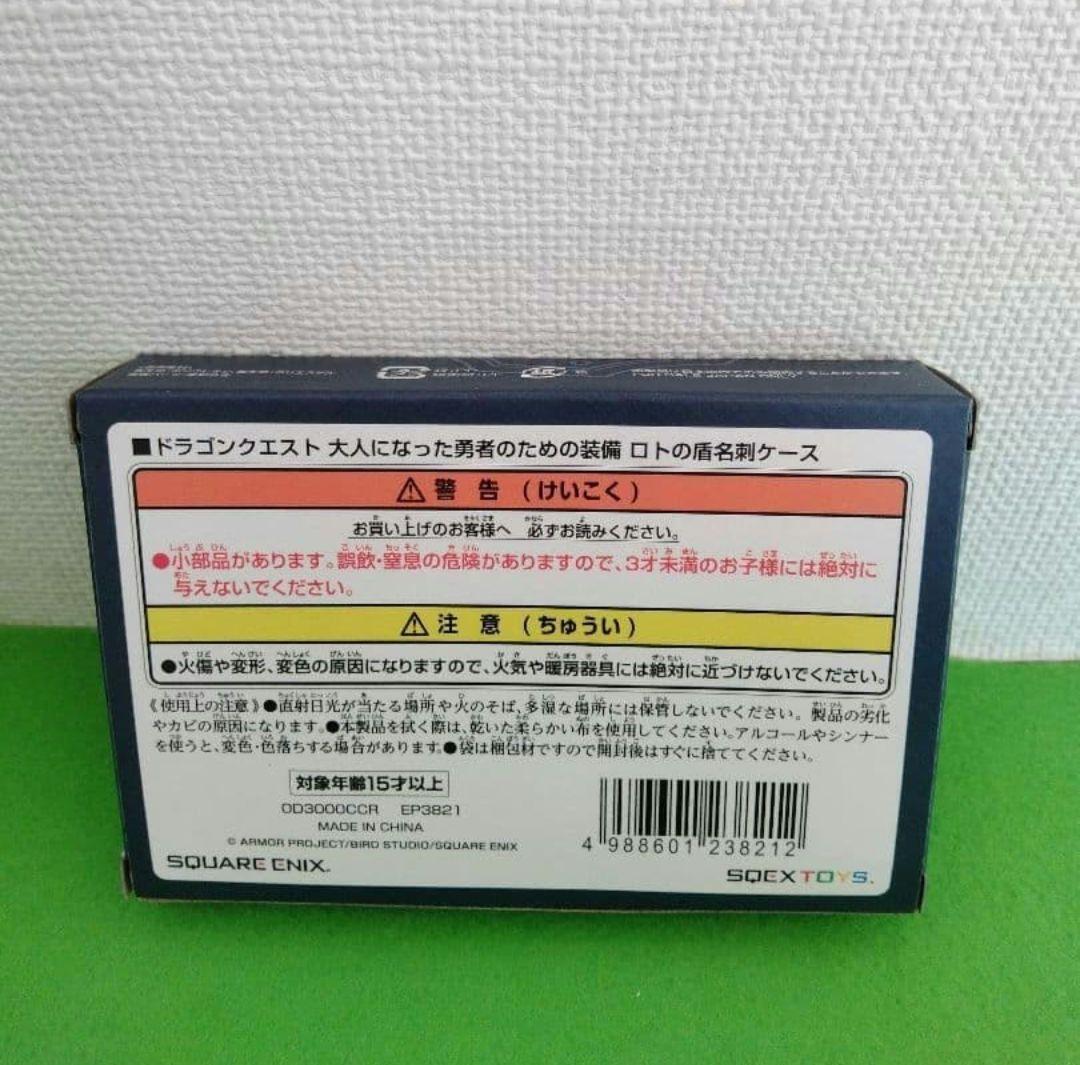 ■ドラゴンクエスト 大人になった勇者のための装備 ロトの盾名刺ケース
⚠ 警 告 (けいこく)
お買い上げのお客様へ 必ずお読みください。
●小部品があります。誤飲・窒息の危険がありますので、3才未満のお子様には絶対に
与えないでください。
⚠ 注 意 (ちゅうい)
●火傷や変形、変色の原因になりますので、火気や暖房器具には絶対に近づけないでください。
《使用上の注意》●直射日光が当たる場所や火のそば、多湿な場所には保管しないでください。製品の劣化
やカビの原因になります。●本製品を拭く際は、乾いた柔らかい布を使用してください。アルコールやシンナー
を使うと、変色・色落ちする場合があります。●袋は梱包材ですので開封後はすぐに捨ててください。
対象年齢15才以上
0D3000CCR EP3821
MADE IN CHINA
© ARMOR PROJECT/BIRD STUDIO/SQUARE ENIX
SQUARE ENIX.
4 988601 238212
SQEX TOYS.